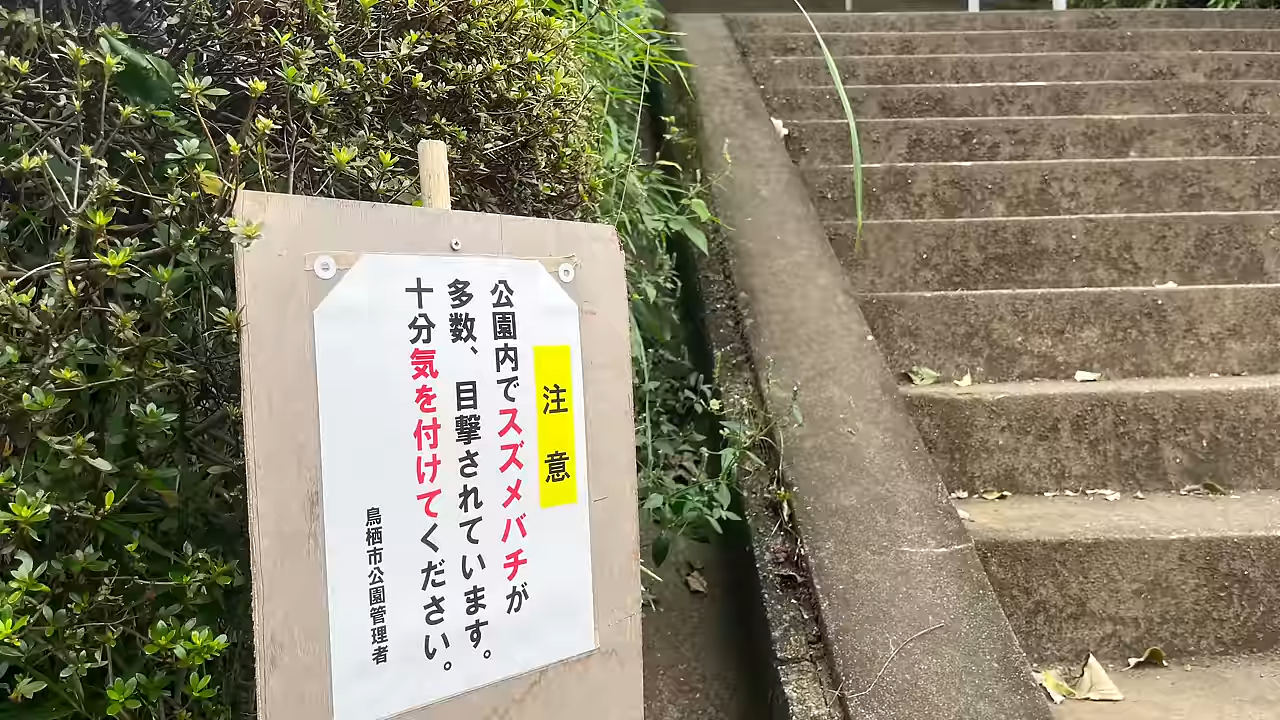 注意
公園内でスズメバチが
多数、目撃されています。
十分気を付けてください。
鳥栖市公園管理者